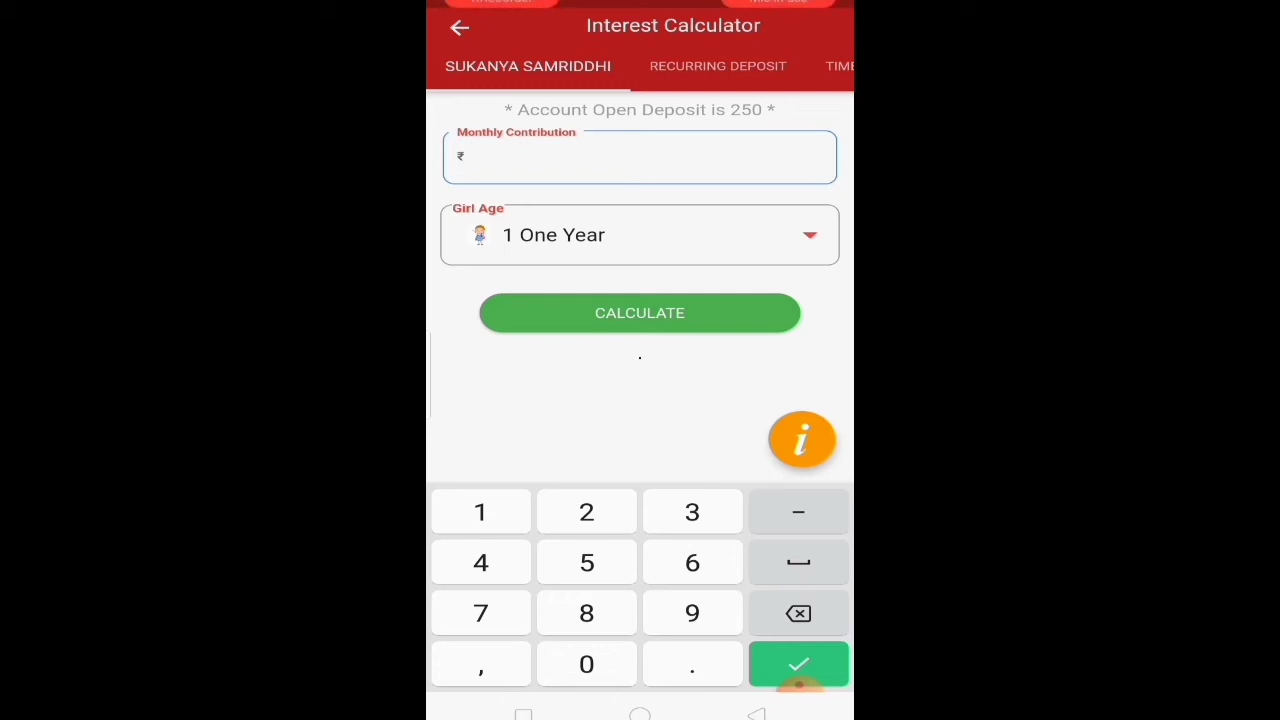 Interest Calculator
SUKANYA SAMRIDDHI RECURRING DEPOSIT TIME
* Account Open Deposit is 250 *
Monthly Contribution
₹
Girl Age
1 One Year
CALCULATE
.
i
1 2 3 -
4 5 6
7 8 9
, 0 .